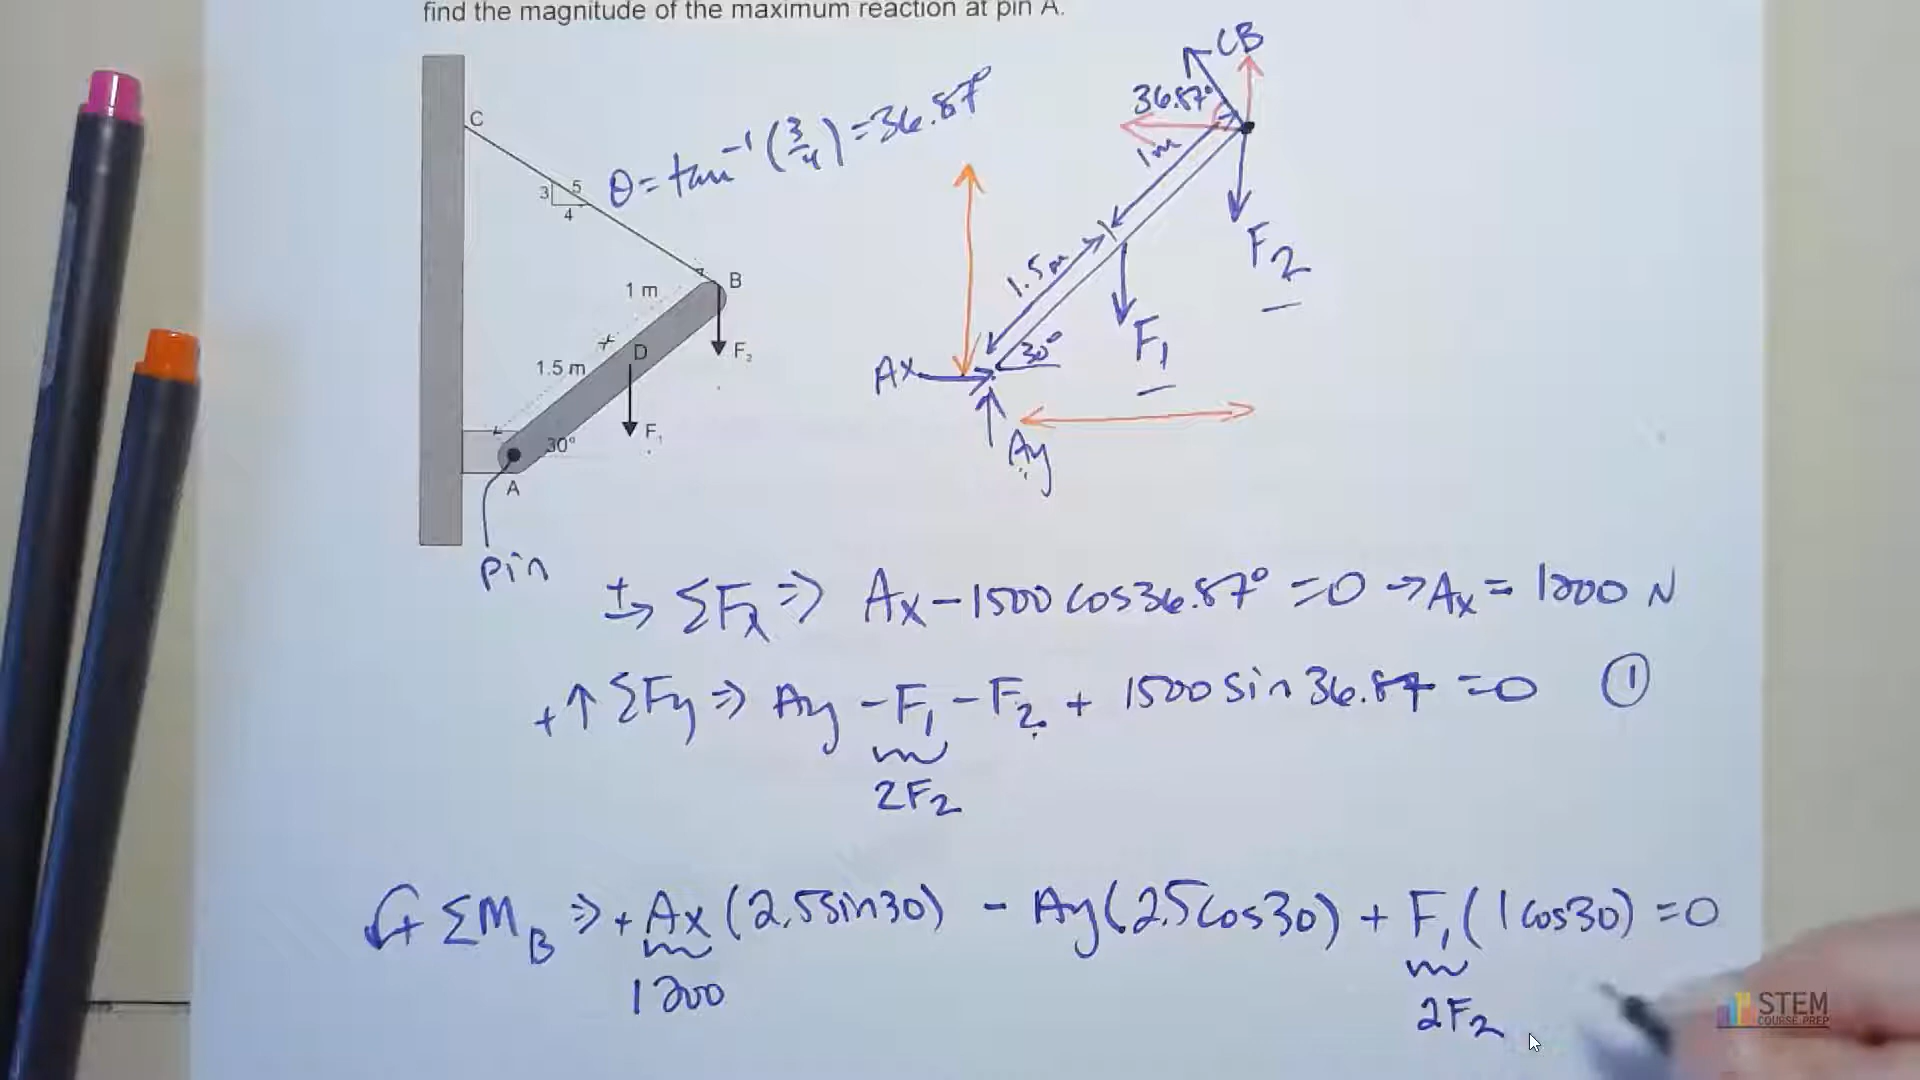 find the magnitude of the maximum reaction at pin A.
C
3
5
4
θ = tan⁻¹(3/4) = 36.87°
B
1 m
1.5 m
D
F₂
F₁
30°
A
pin
CB
36.87°
1m
1.5m
F₂
F₁
30°
Ax
Ay
+→ ΣFx ⇒ Ax - 1500 cos36.87° = 0 → Ax = 1200 N
+↑ ΣFy ⇒ Ay - F₁ - F₂ + 1500 sin 36.87 = 0 ①
2F₂
+ ΣM_B ⇒ + Ax (2.5sin30) - Ay(2.5cos30) + F₁(1cos30) = 0
1200
2F₂
STEM
COURSE PREP